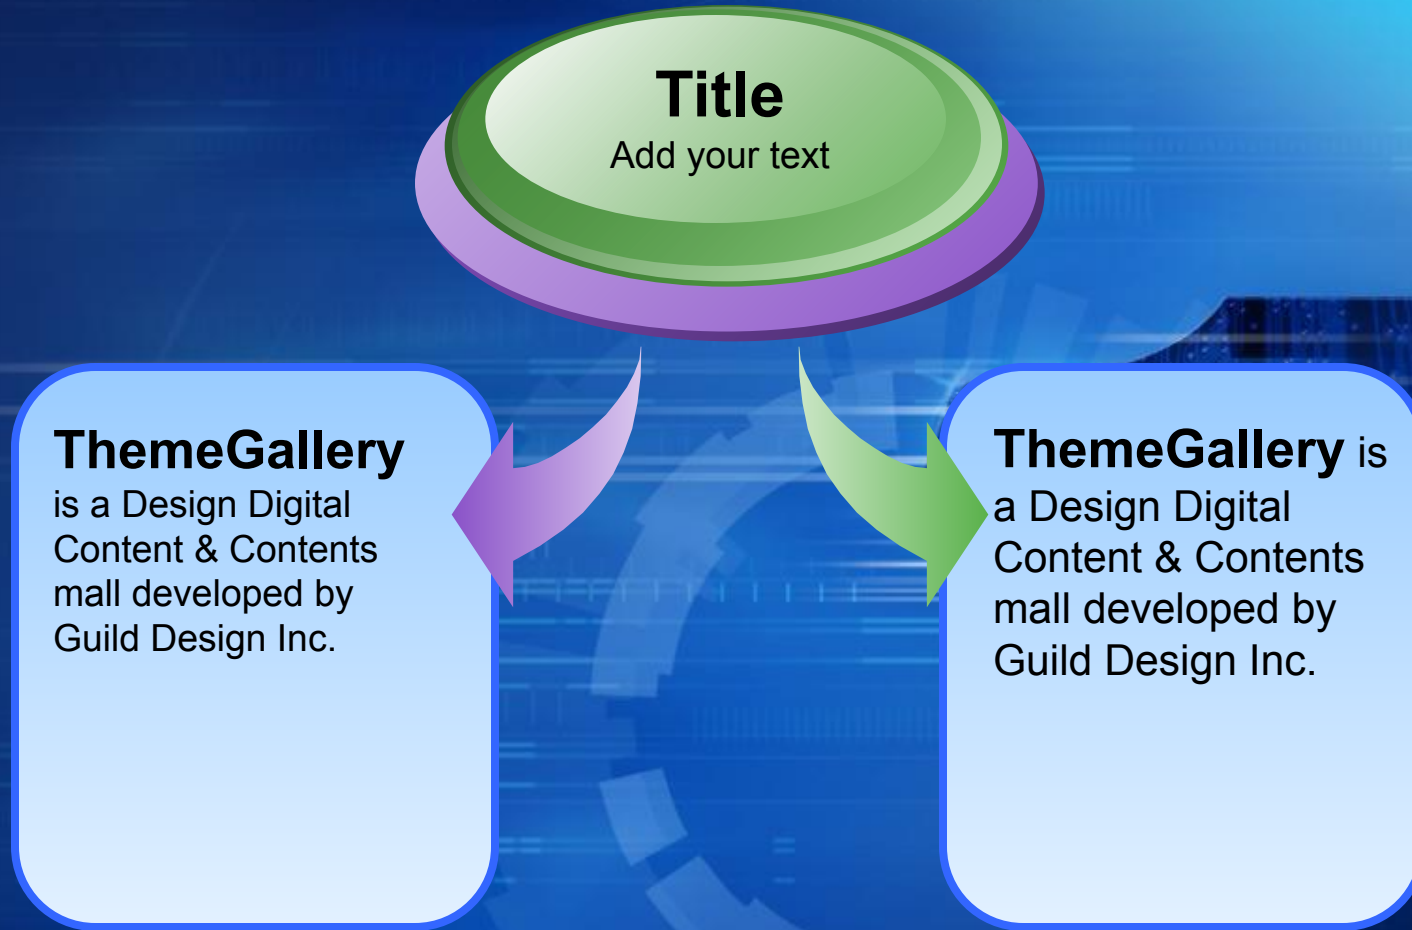 Title
Add your text
ThemeGallery
is a Design Digital
Content & Contents
mall developed by
Guild Design Inc.
ThemeGallery is
a Design Digital
Content & Contents
mall developed by
Guild Design Inc.